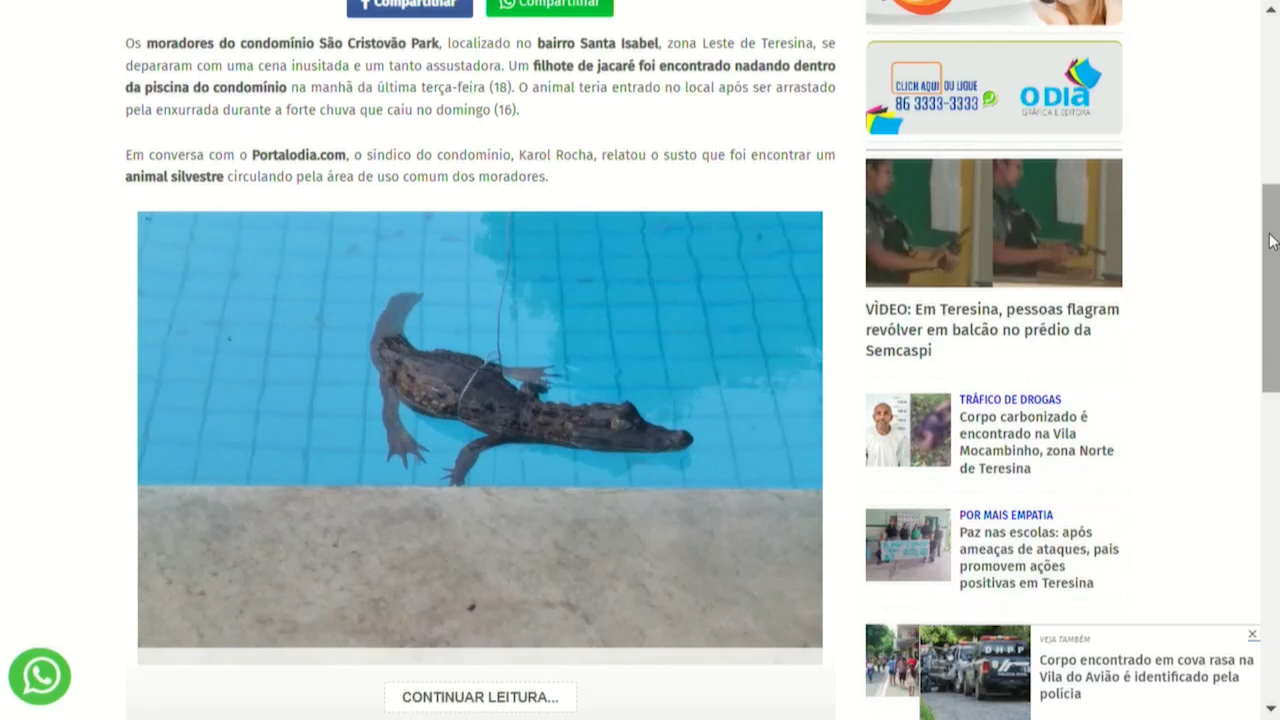 Compartilhar
Compartilhar
Os moradores do condomínio São Cristovão Park, localizado no bairro Santa Isabel, zona Leste de Teresina, se
depararam com uma cena inusitada e um tanto assustadora. Um filhote de jacaré foi encontrado nadando dentro
da piscina do condomínio na manhã da última terça-feira (18). O animal teria entrado no local após ser arrastado
pela enxurrada durante a forte chuva que caiu no domingo (16).
Em conversa com o Portalodia.com, o síndico do condomínio, Karol Rocha, relatou o susto que foi encontrar um
animal silvestre circulando pela área de uso comum dos moradores.
CONTINUAR LEITURA...
CLICK AQUI OU LIGUE
86 3333-3333
O DIA
GRÁFICA E EDITORA
VÌDEO: Em Teresina, pessoas flagram
revólver em balcão no prédio da
Semcaspi
TRÁFICO DE DROGAS
Corpo carbonizado é
encontrado na Vila
Mocambinho, zona Norte
de Teresina
POR MAIS EMPATIA
Paz nas escolas: após
ameaças de ataques, pais
promovem ações
positivas em Teresina
DHPP
VEJA TAMBÉM
Corpo encontrado em cova rasa na
Vila do Avião é identificado pela
polícia